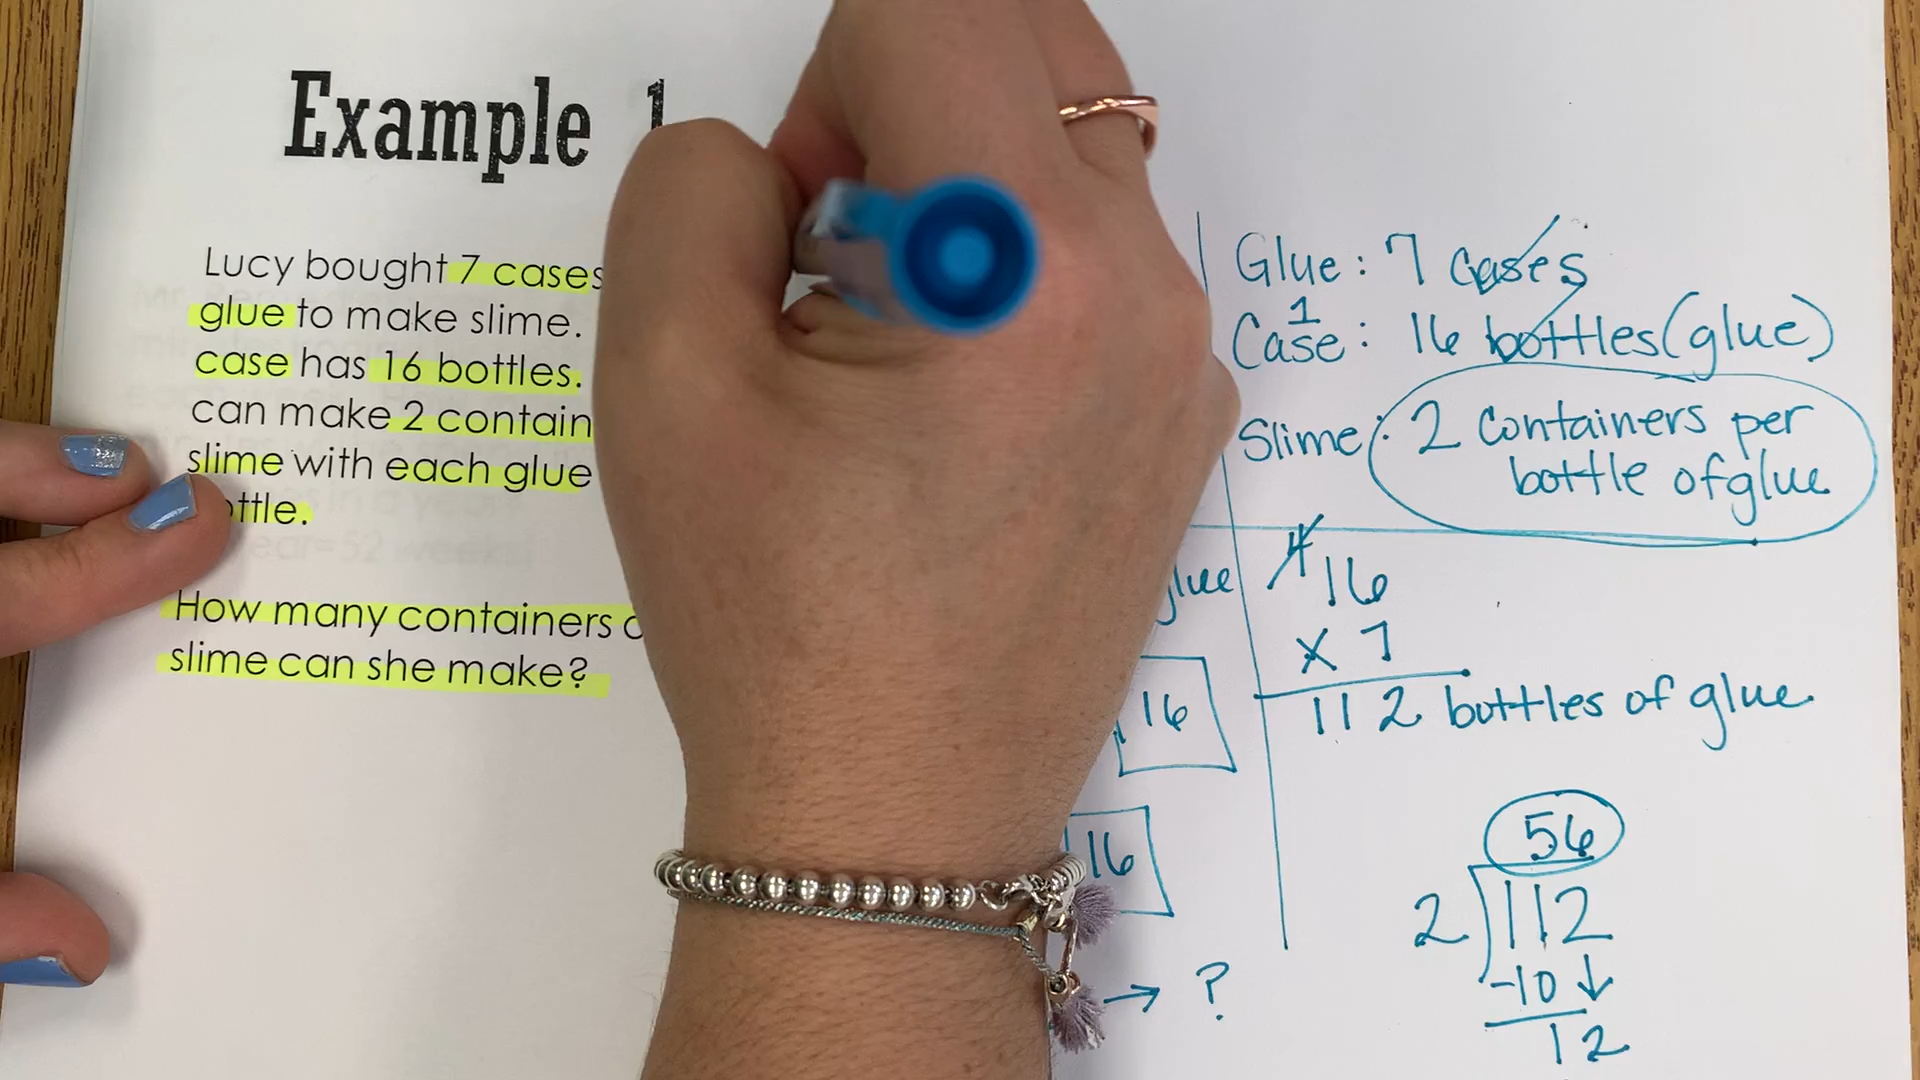 Example 1
Lucy bought 7 cases
glue to make slime.
case has 16 bottles.
can make 2 contain
slime with each glue
ttle.
How many containers
slime can she make?
Glue: 7 cases
1
Case: 16 bottles (glue)
Slime: 2 containers per
bottle of glue
glue
4
16
x 7
112 bottles of glue
16
16
→ ?
56
2 112
-10 ↓
12